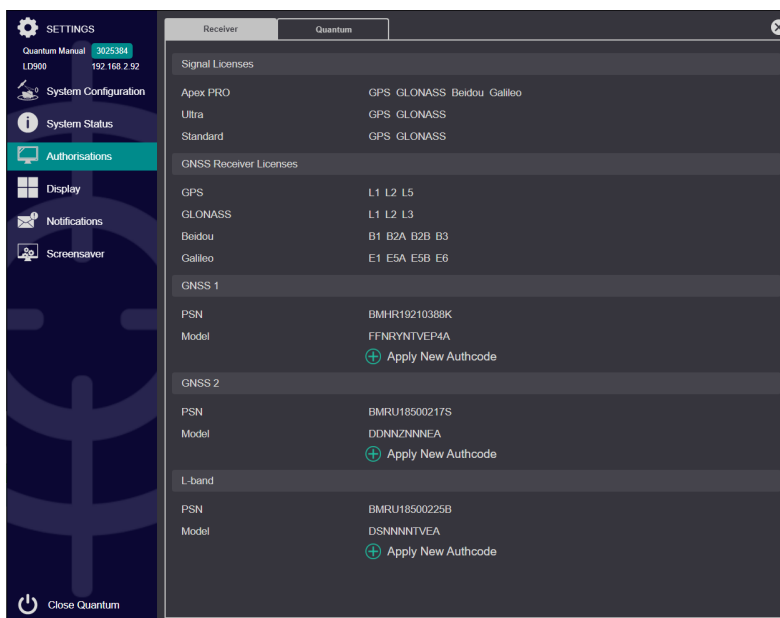 SETTINGS
Quantum Manual 3025384
LD900 192.168.2.92
System Configuration
System Status
Authorisations
Display
Notifications
Screensaver
Close Quantum
Receiver Quantum
Signal Licenses
Apex PRO GPS GLONASS Beidou Galileo
Ultra GPS GLONASS
Standard GPS GLONASS
GNSS Receiver Licenses
GPS L1 L2 L5
GLONASS L1 L2 L3
Beidou B1 B2A B2B B3
Galileo E1 E5A E5B E6
GNSS 1
PSN BMHR19210388K
Model FFNRYNTVEP4A
Apply New Authcode
GNSS 2
PSN BMRU18500217S
Model DDNNZNNNEA
Apply New Authcode
L-band
PSN BMRU18500225B
Model DSNNNNTVEA
Apply New Authcode